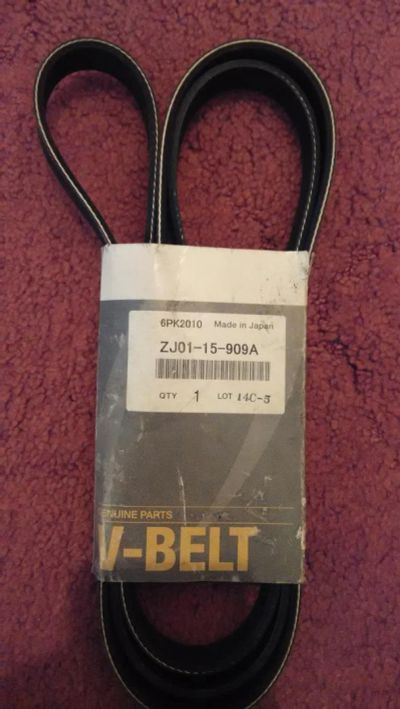 6PK2010 Made in Japan
ZJ01-15-909A
QTY 1 LOT 14C-5
GENUINE PARTS
V-BELT